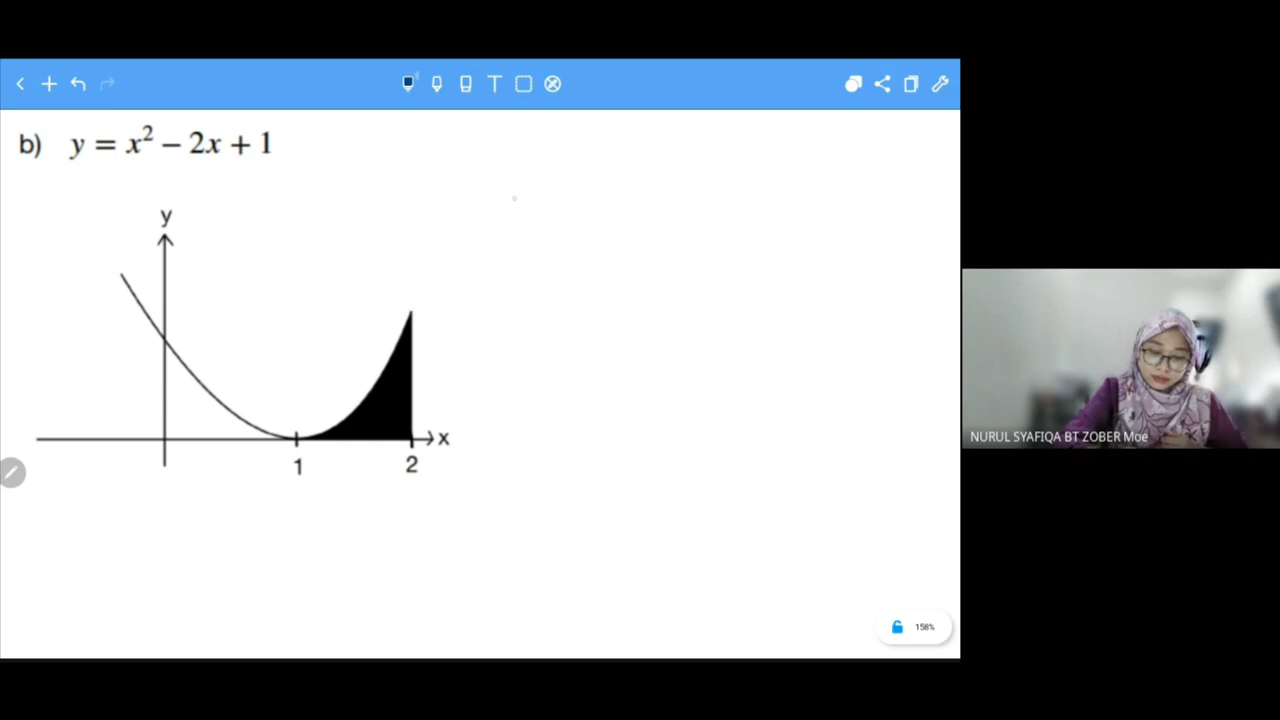 b) y = x² − 2x + 1
y
x
1
2
NURUL SYAFIQA BT ZOBER Moe
158%